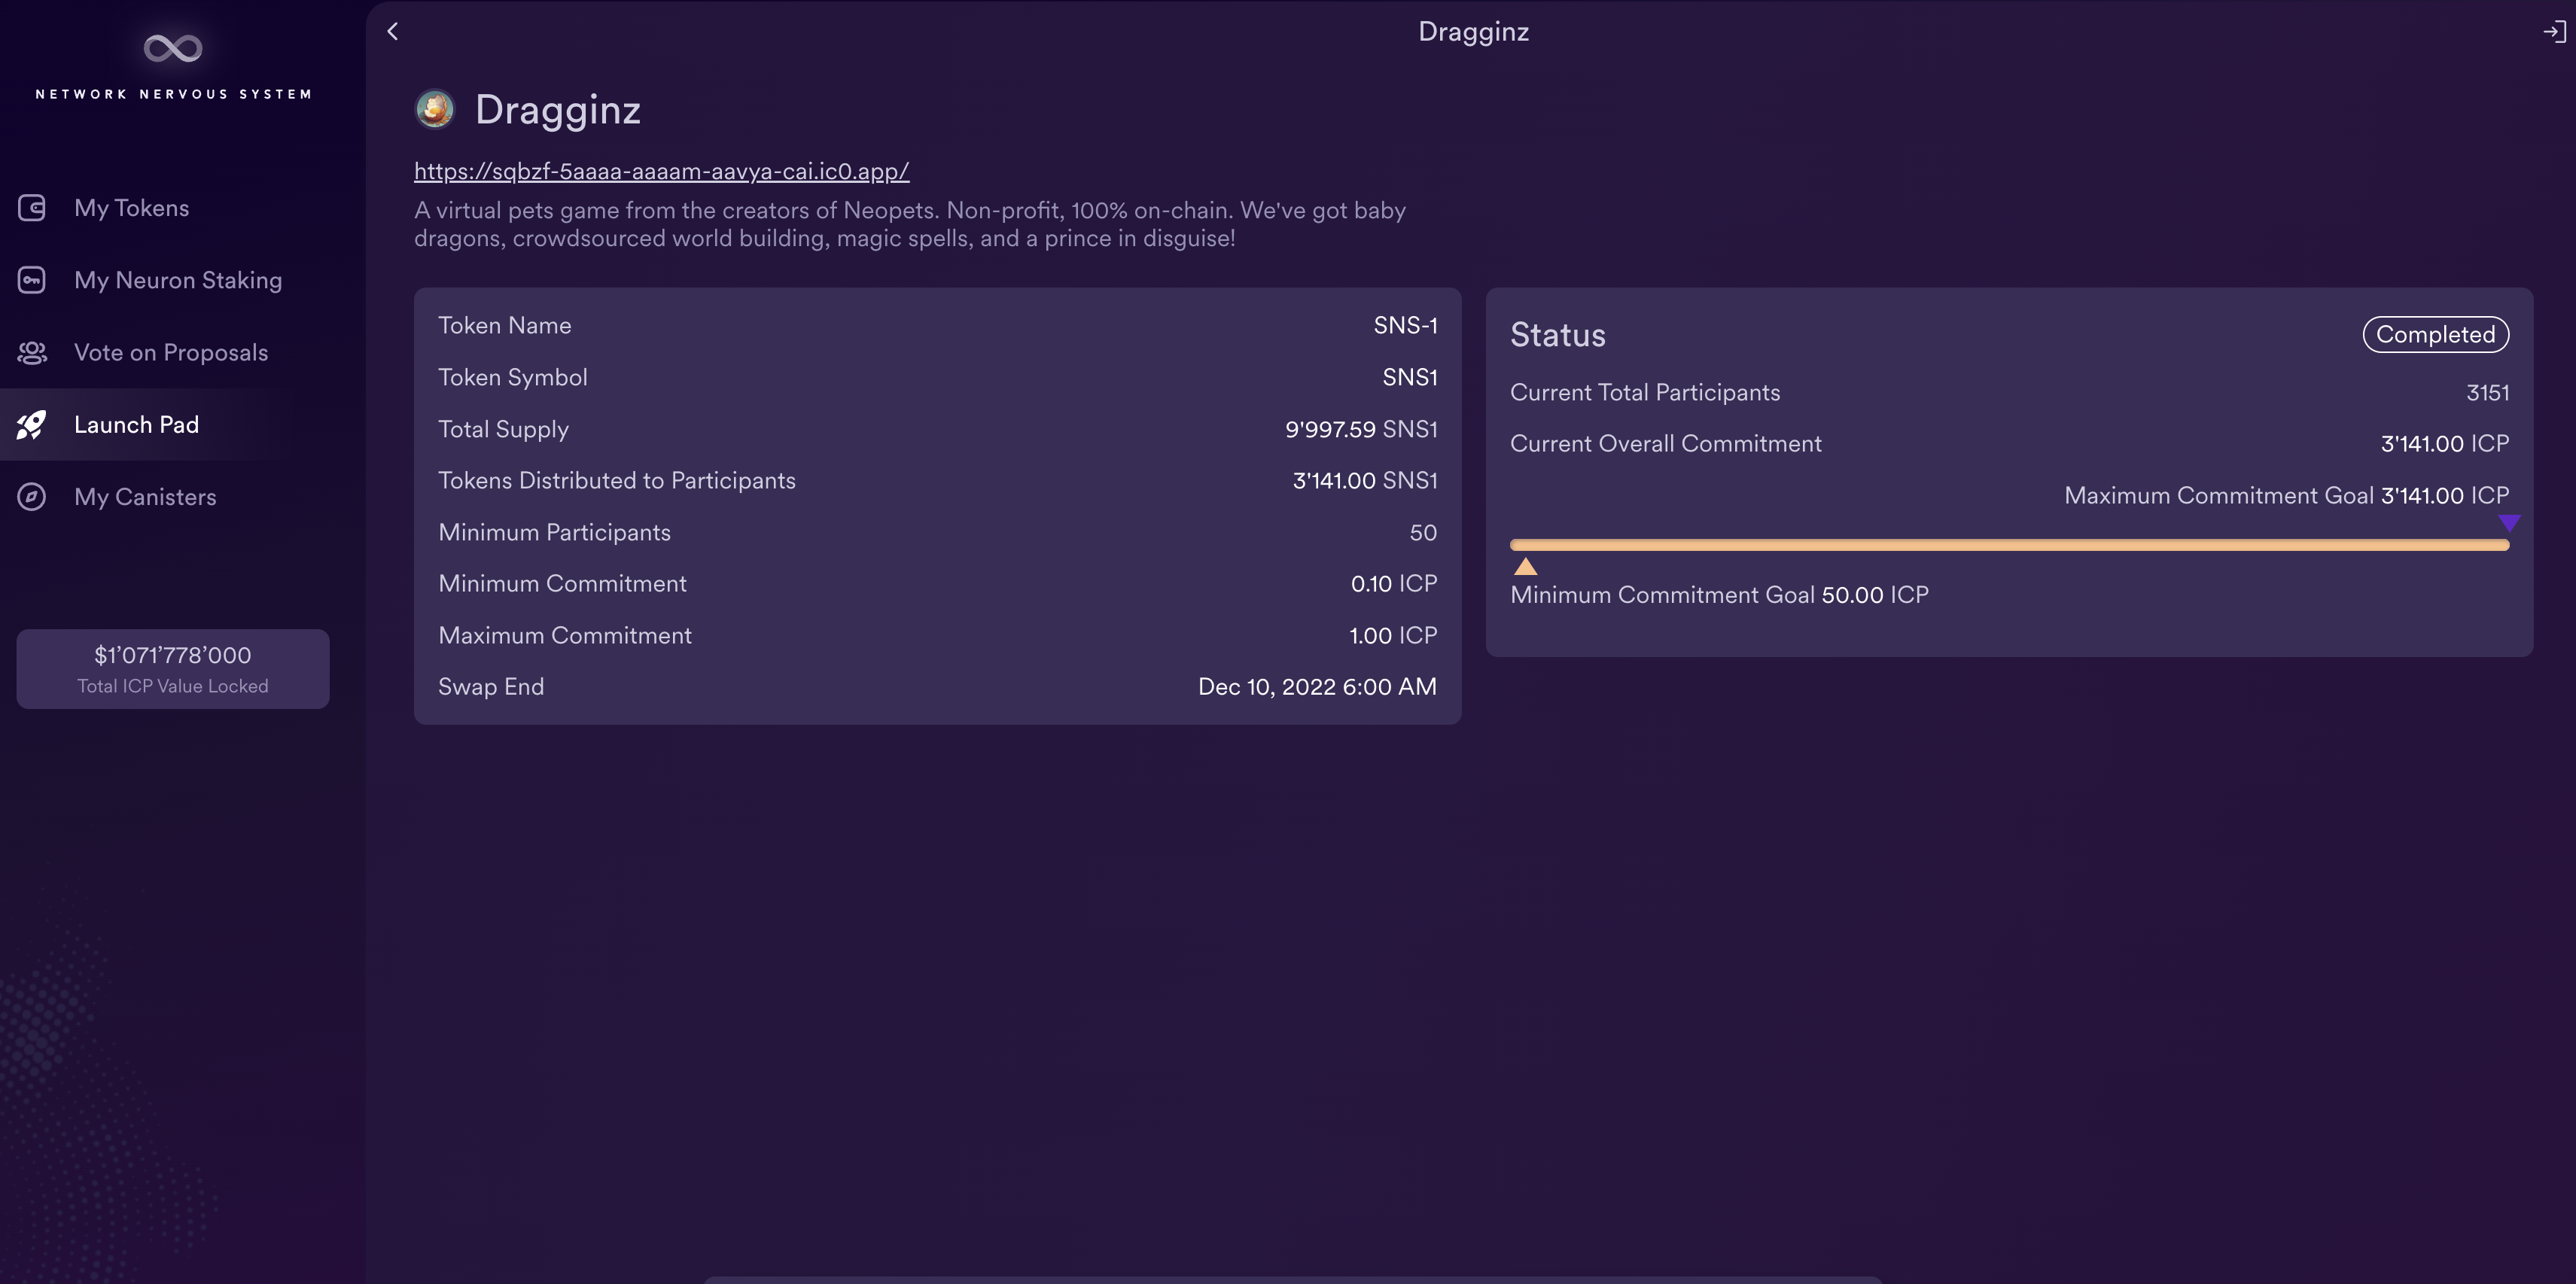 NETWORK NERVOUS SYSTEM
My Tokens
My Neuron Staking
Vote on Proposals
Launch Pad
My Canisters
$1’071’778’000
Total ICP Value Locked
Dragginz
Dragginz
https://sqbzf-5aaaa-aaaam-aavya-cai.ic0.app/
A virtual pets game from the creators of Neopets. Non-profit, 100% on-chain. We've got baby
dragons, crowdsourced world building, magic spells, and a prince in disguise!
Token Name SNS-1
Token Symbol SNS1
Total Supply 9'997.59 SNS1
Tokens Distributed to Participants 3'141.00 SNS1
Minimum Participants 50
Minimum Commitment 0.10 ICP
Maximum Commitment 1.00 ICP
Swap End Dec 10, 2022 6:00 AM
Status Completed
Current Total Participants 3151
Current Overall Commitment 3'141.00 ICP
Maximum Commitment Goal 3'141.00 ICP
Minimum Commitment Goal 50.00 ICP